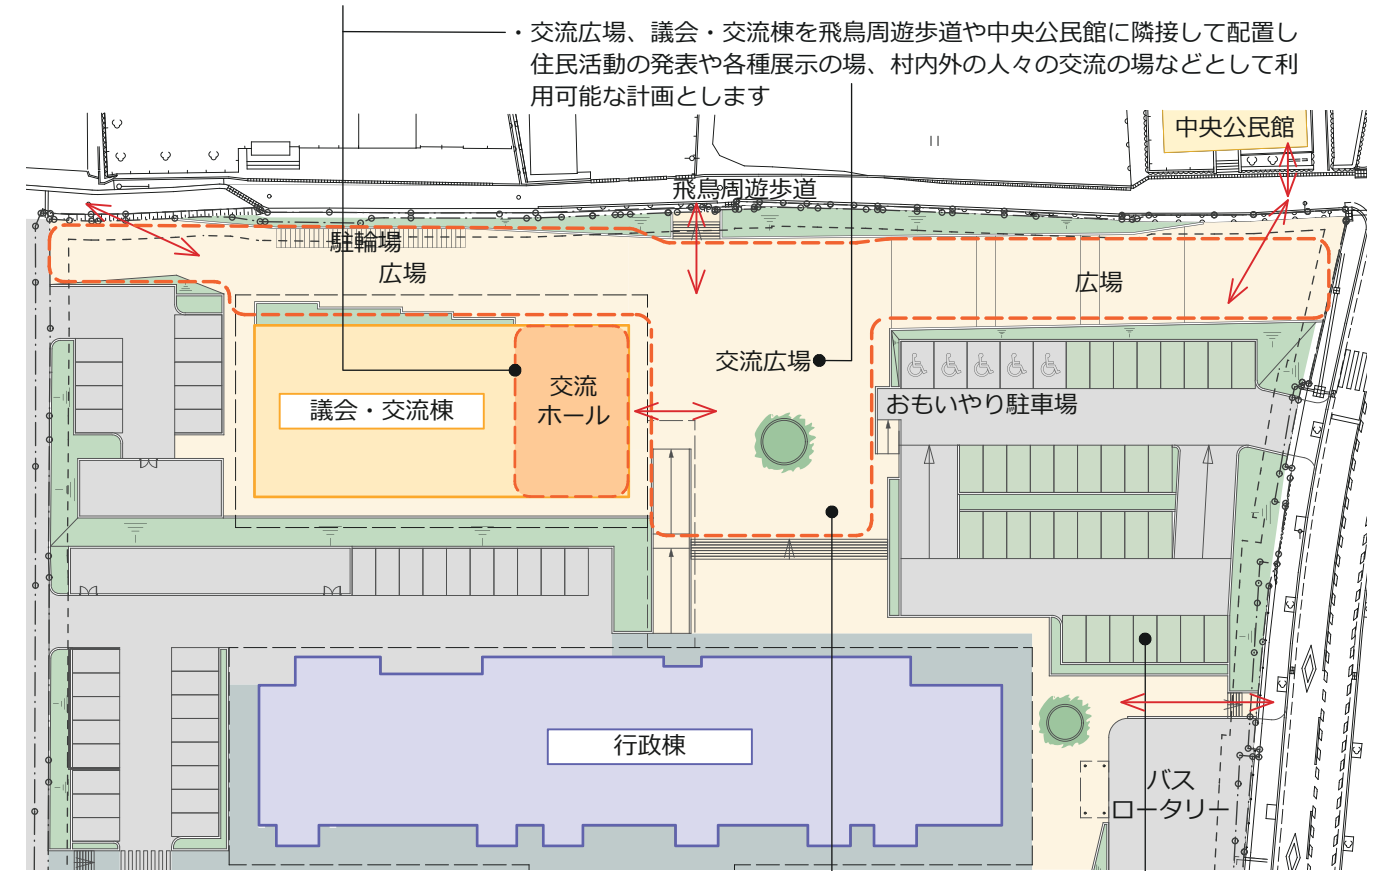 ・交流広場、議会・交流棟を飛鳥周遊歩道や中央公民館に隣接して配置し
住民活動の発表や各種展示の場、村内外の人々の交流の場などとして利
用可能な計画とします
中央公民館
飛鳥周遊歩道
駐輪場
広場
広場
交流広場
交流
ホール
議会・交流棟
おもいやり駐車場
行政棟
バス
ロータリー